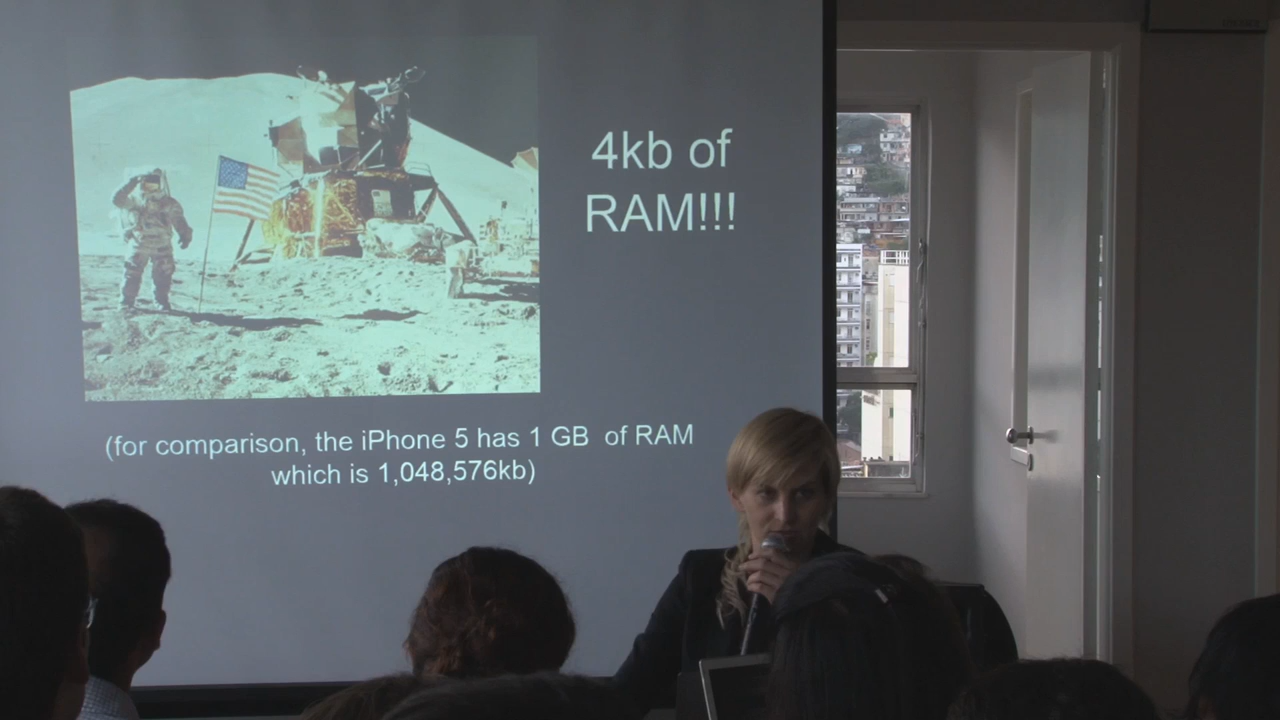 4kb of
RAM!!!
(for comparison, the iPhone 5 has 1 GB of RAM
which is 1,048,576kb)